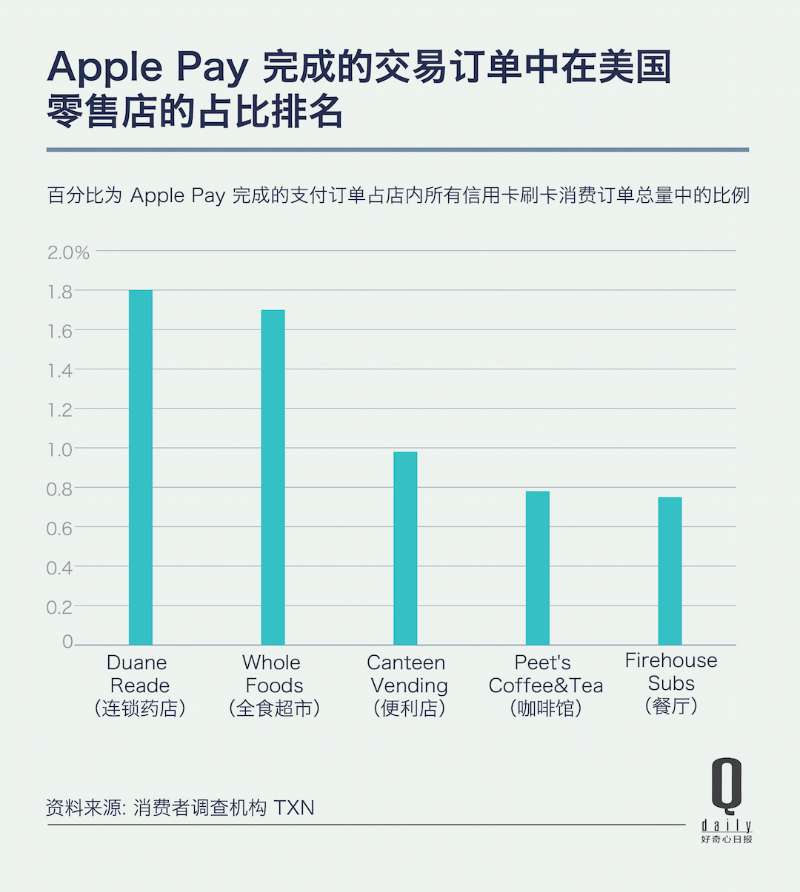 Apple Pay 完成的交易订单中在美国
零售店的占比排名
百分比为 Apple Pay 完成的支付订单占店内所有信用卡刷卡消费订单总量中的比例
2.0%
1.8
1.6
1.4
1.2
1.0
0.8
0.6
0.4
0.2
0
Duane
Reade
（连锁药店）
Whole
Foods
（全食超市）
Canteen
Vending
（便利店）
Peet's
Coffee&Tea
（咖啡馆）
Firehouse
Subs
（餐厅）
资料来源: 消费者调查机构 TXN
Q
daily
好奇心日报